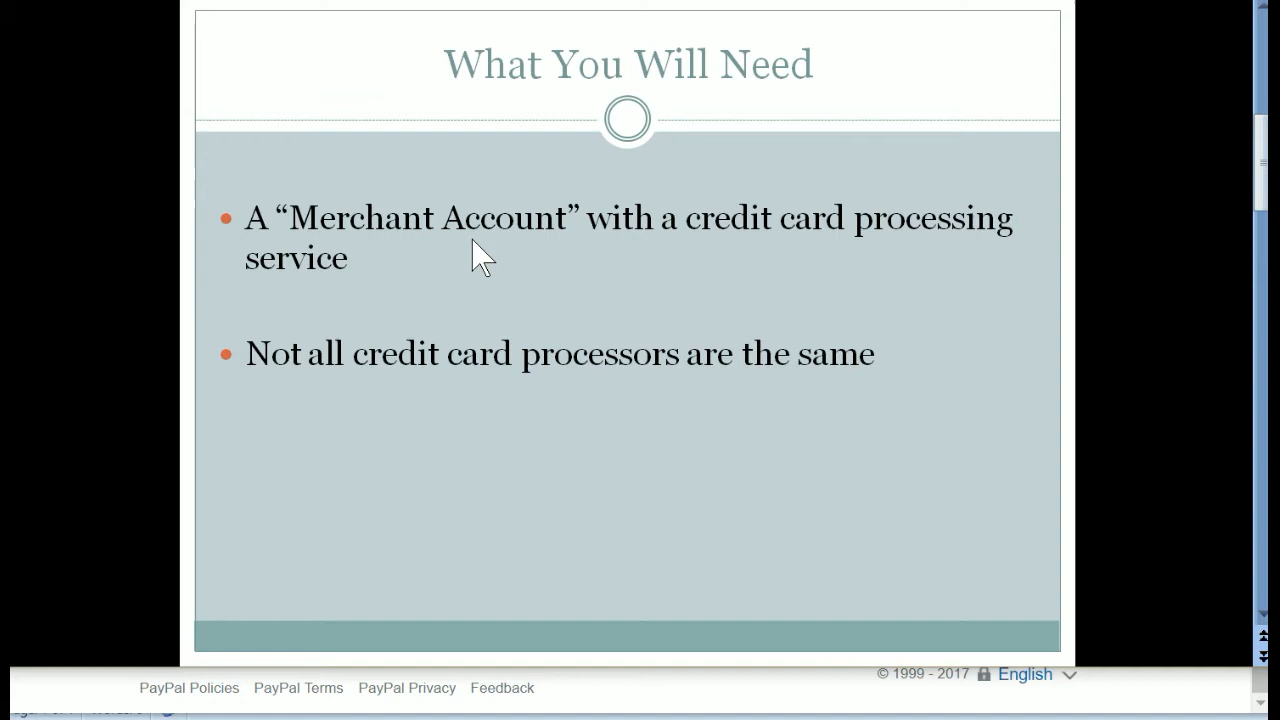 What You Will Need
• A “Merchant Account” with a credit card processing
service
• Not all credit card processors are the same
© 1999 - 2017 English
PayPal Policies PayPal Terms PayPal Privacy Feedback